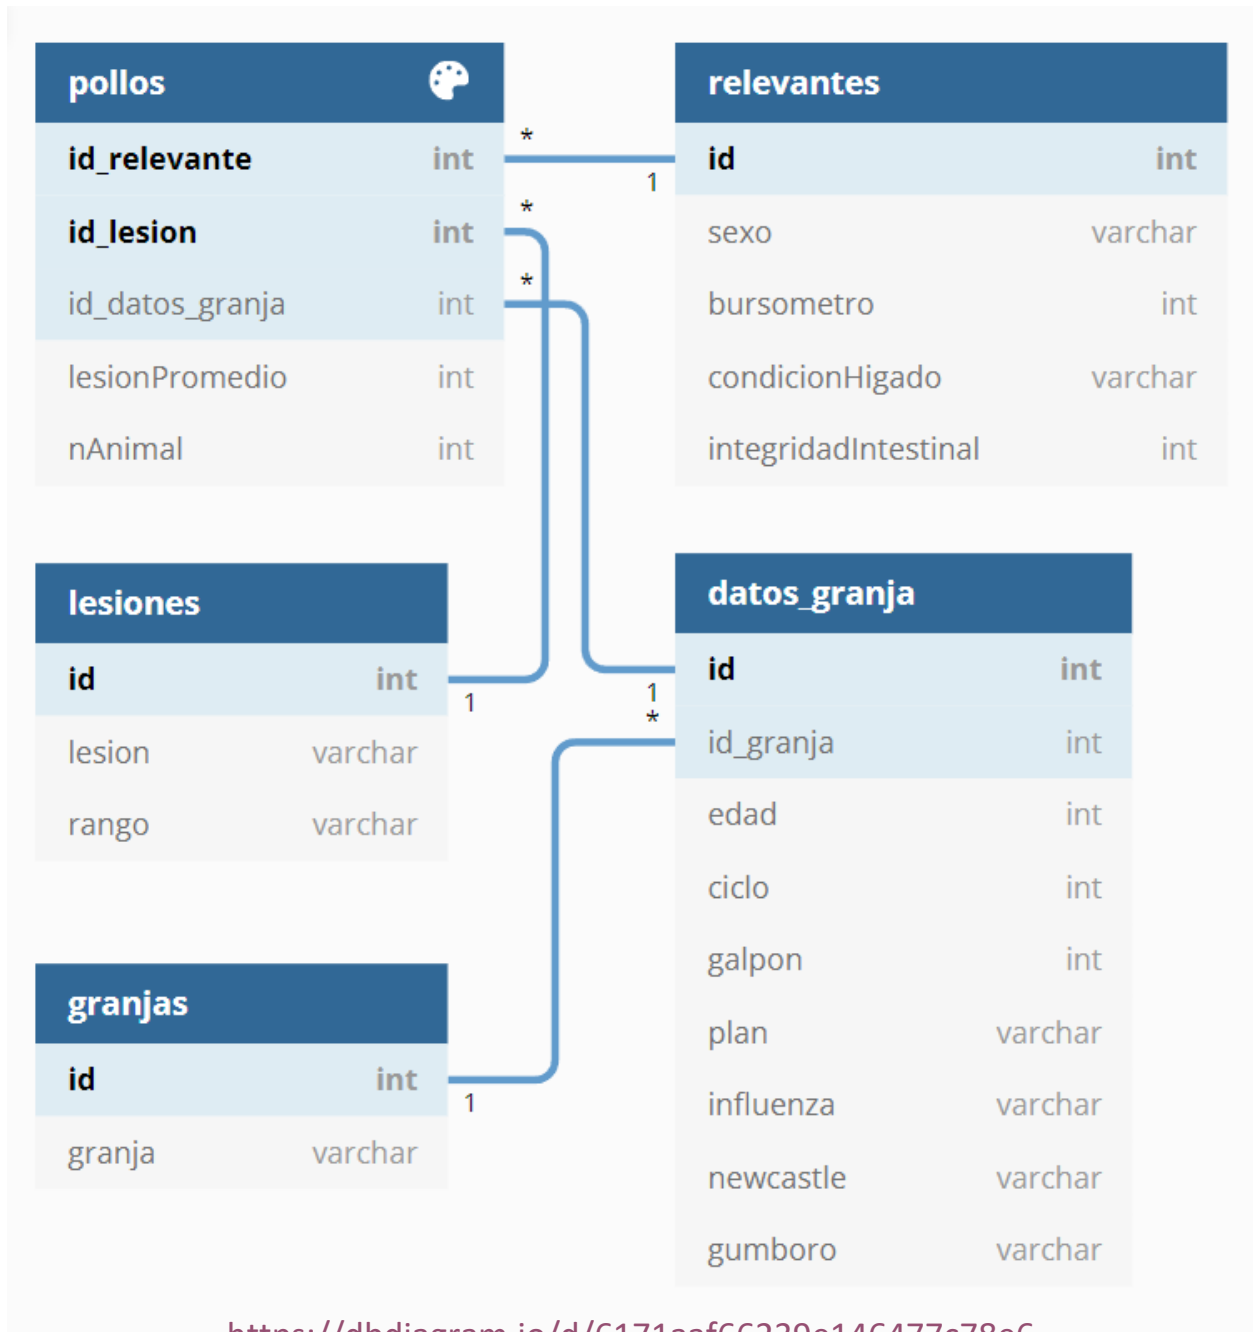 pollos
id_relevante int
id_lesion int
id_datos_granja int
lesionPromedio int
nAnimal int
* 1
*
*
relevantes
id int
sexo varchar
bursometro int
condicionHigado varchar
integridadIntestinal int
lesiones
id int
lesion varchar
rango varchar
1
1
*
datos_granja
id int
id_granja int
edad int
ciclo int
galpon int
plan varchar
influenza varchar
newcastle varchar
gumboro varchar
granjas
id int
granja varchar
1